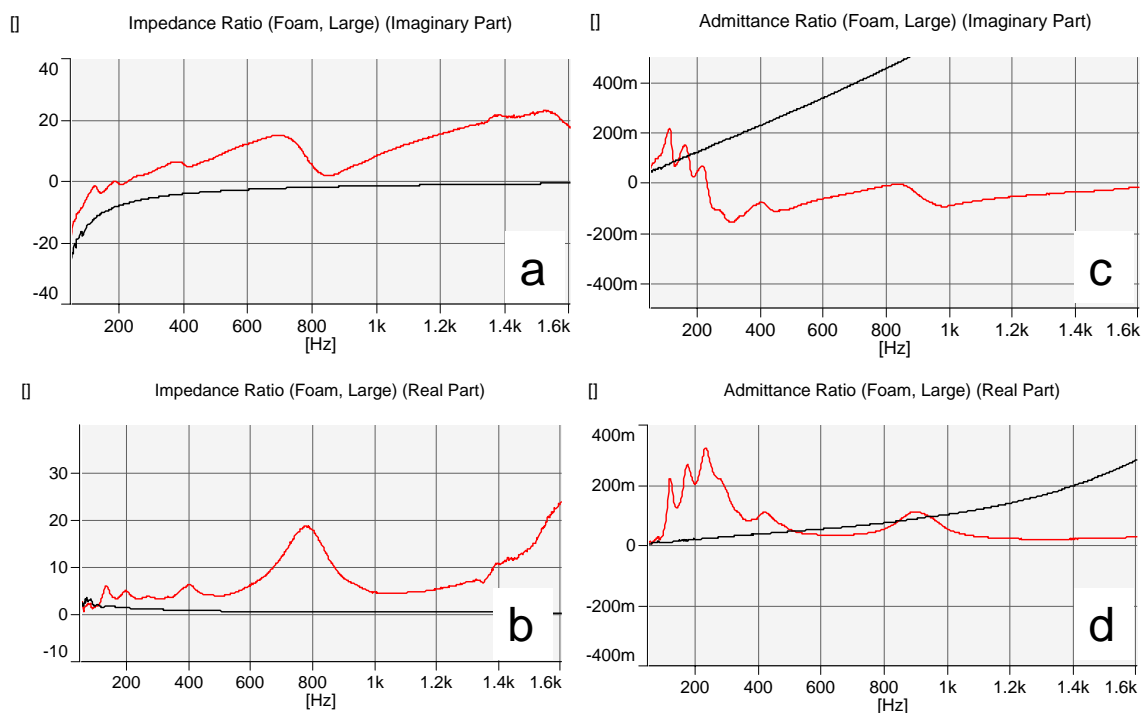 [] Impedance Ratio (Foam, Large) (Imaginary Part)
40
20
0
-20
-40
200 400 600 800 1k 1.2k 1.4k 1.6k
[Hz]
a
[] Admittance Ratio (Foam, Large) (Imaginary Part)
400m
200m
0
-200m
-400m
200 400 600 800 1k 1.2k 1.4k 1.6k
[Hz]
c
[] Impedance Ratio (Foam, Large) (Real Part)
30
20
10
0
-10
200 400 600 800 1k 1.2k 1.4k 1.6k
[Hz]
b
[] Admittance Ratio (Foam, Large) (Real Part)
400m
200m
0
-200m
-400m
200 400 600 800 1k 1.2k 1.4k 1.6k
[Hz]
d